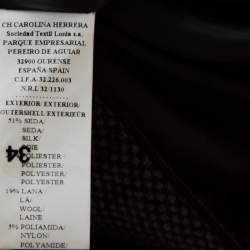 CH CAROLINA HERRERA
Sociedad Textil Lonia s.a.
PARQUE EMPRESARIAL
PEREIRO DE AGUIAR
32900 OURENSE
ESPAÑA SPAIN
C.I.F.A-32.226.003
N.R.I. 32/1130
EXTERIOR/EXTERIOR/
OUTERSHELL/EXTERIEUR
51% SEDA/
SEDA/
SILK/
SOIE
POLIESTER/
POLIESTER/
POLYESTER/
POLYESTER
19% LANA/
LÃ/
WOOL/
LAINE
5% POLIAMIDA/
NYLON/
POLYAMIDE/
34